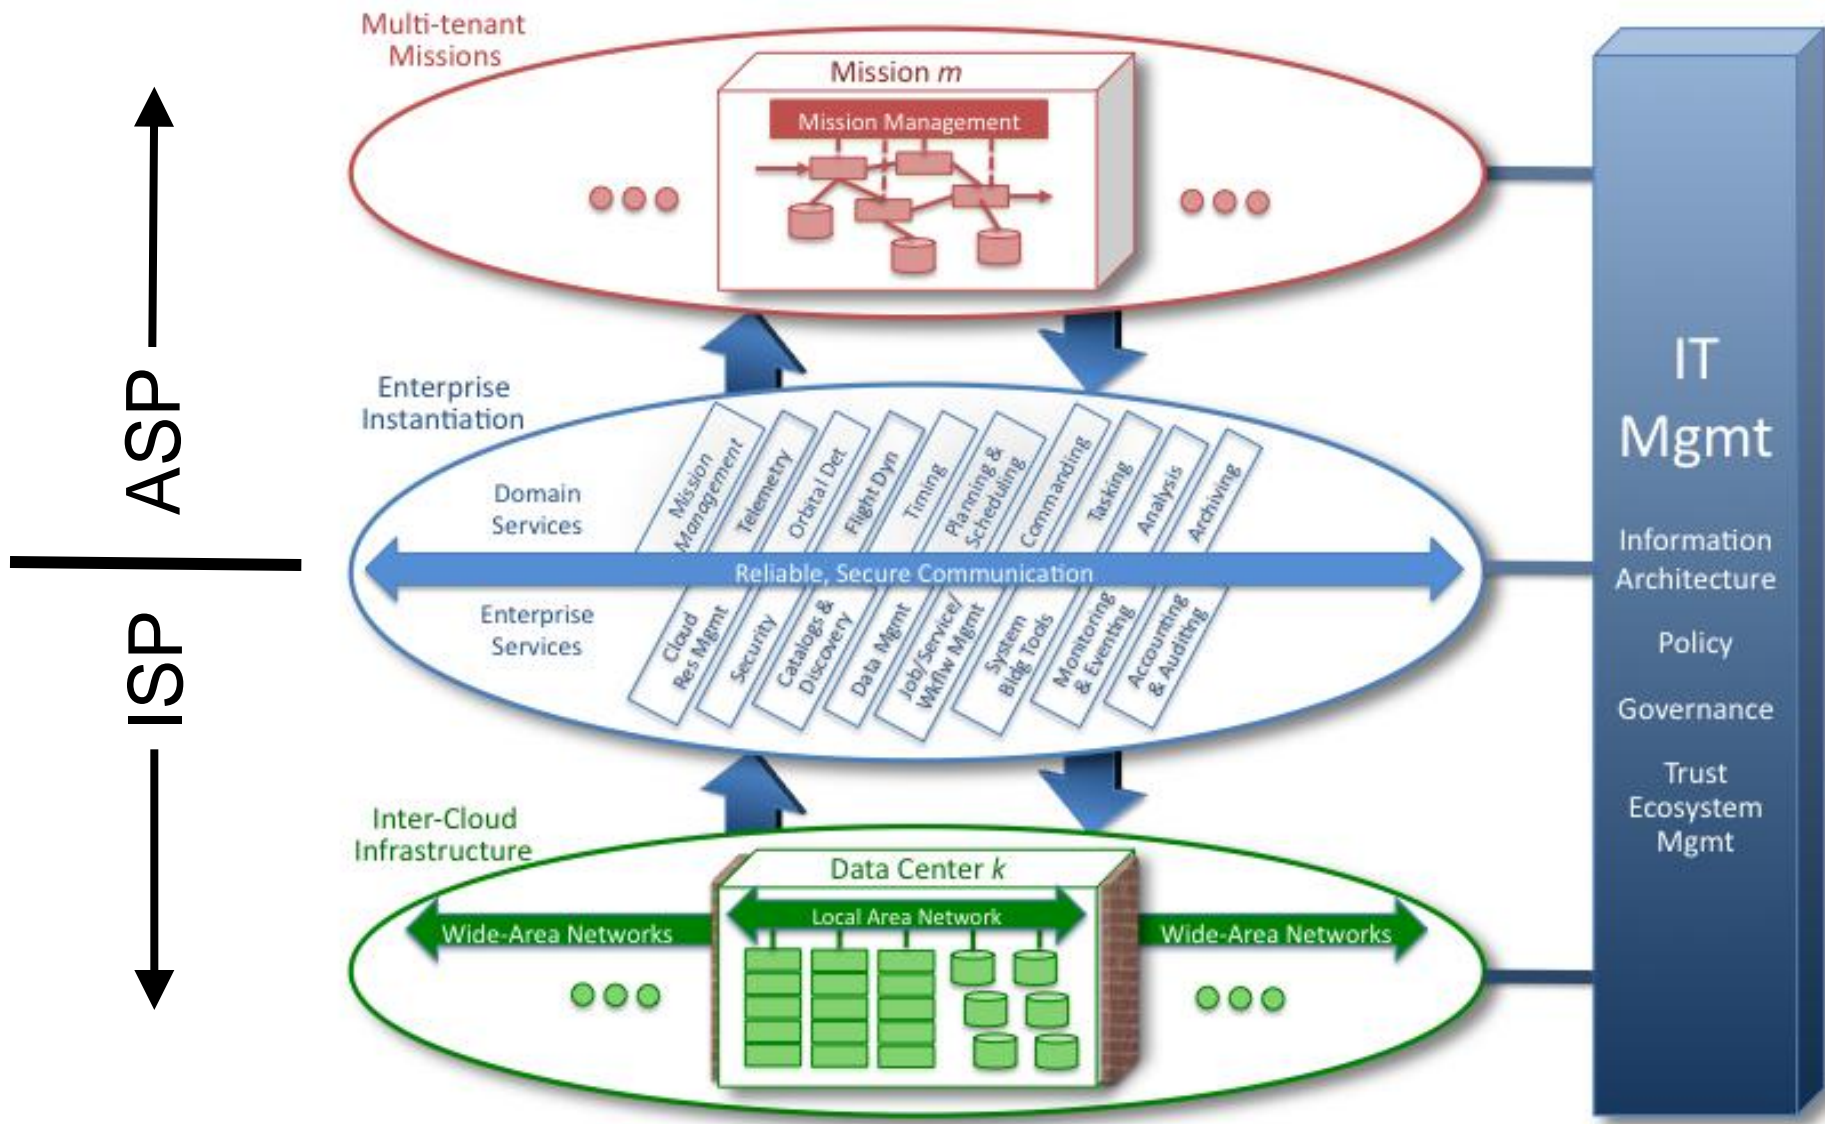 Multi-tenant
Missions
Mission m
Mission Management
ASP
ISP
Enterprise
Instantiation
Domain
Services
Mission
Management
Telemetry
Orbital Det
Flight Dyn
Timing
Planning &
Scheduling
Commanding
Tasking
Analysis
Archiving
Reliable, Secure Communication
Enterprise
Services
Cloud
Res Mgmt
Security
Catalogs &
Discovery
Data Mgmt
Job/Service/
Wkflw Mgmt
System
Bldg Tools
Monitoring
& Eventing
Accounting
& Auditing
Inter-Cloud
Infrastructure
Data Center k
Local Area Network
Wide-Area Networks
Wide-Area Networks
IT
Mgmt
Information
Architecture
Policy
Governance
Trust
Ecosystem
Mgmt